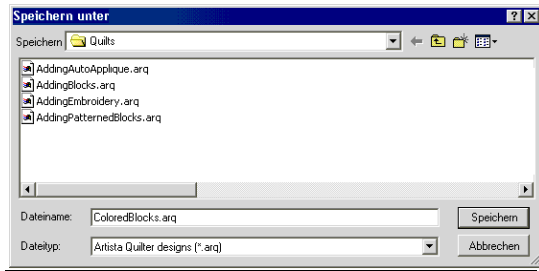 Speichern unter
Speichern Quilts
AddingAutoApplique.arq
AddingBlocks.arq
AddingEmbroidery.arq
AddingPatternedBlocks.arq
Dateiname: ColoredBlocks.arq Speichern
Dateityp: Artista Quilter designs (*.arq) Abbrechen